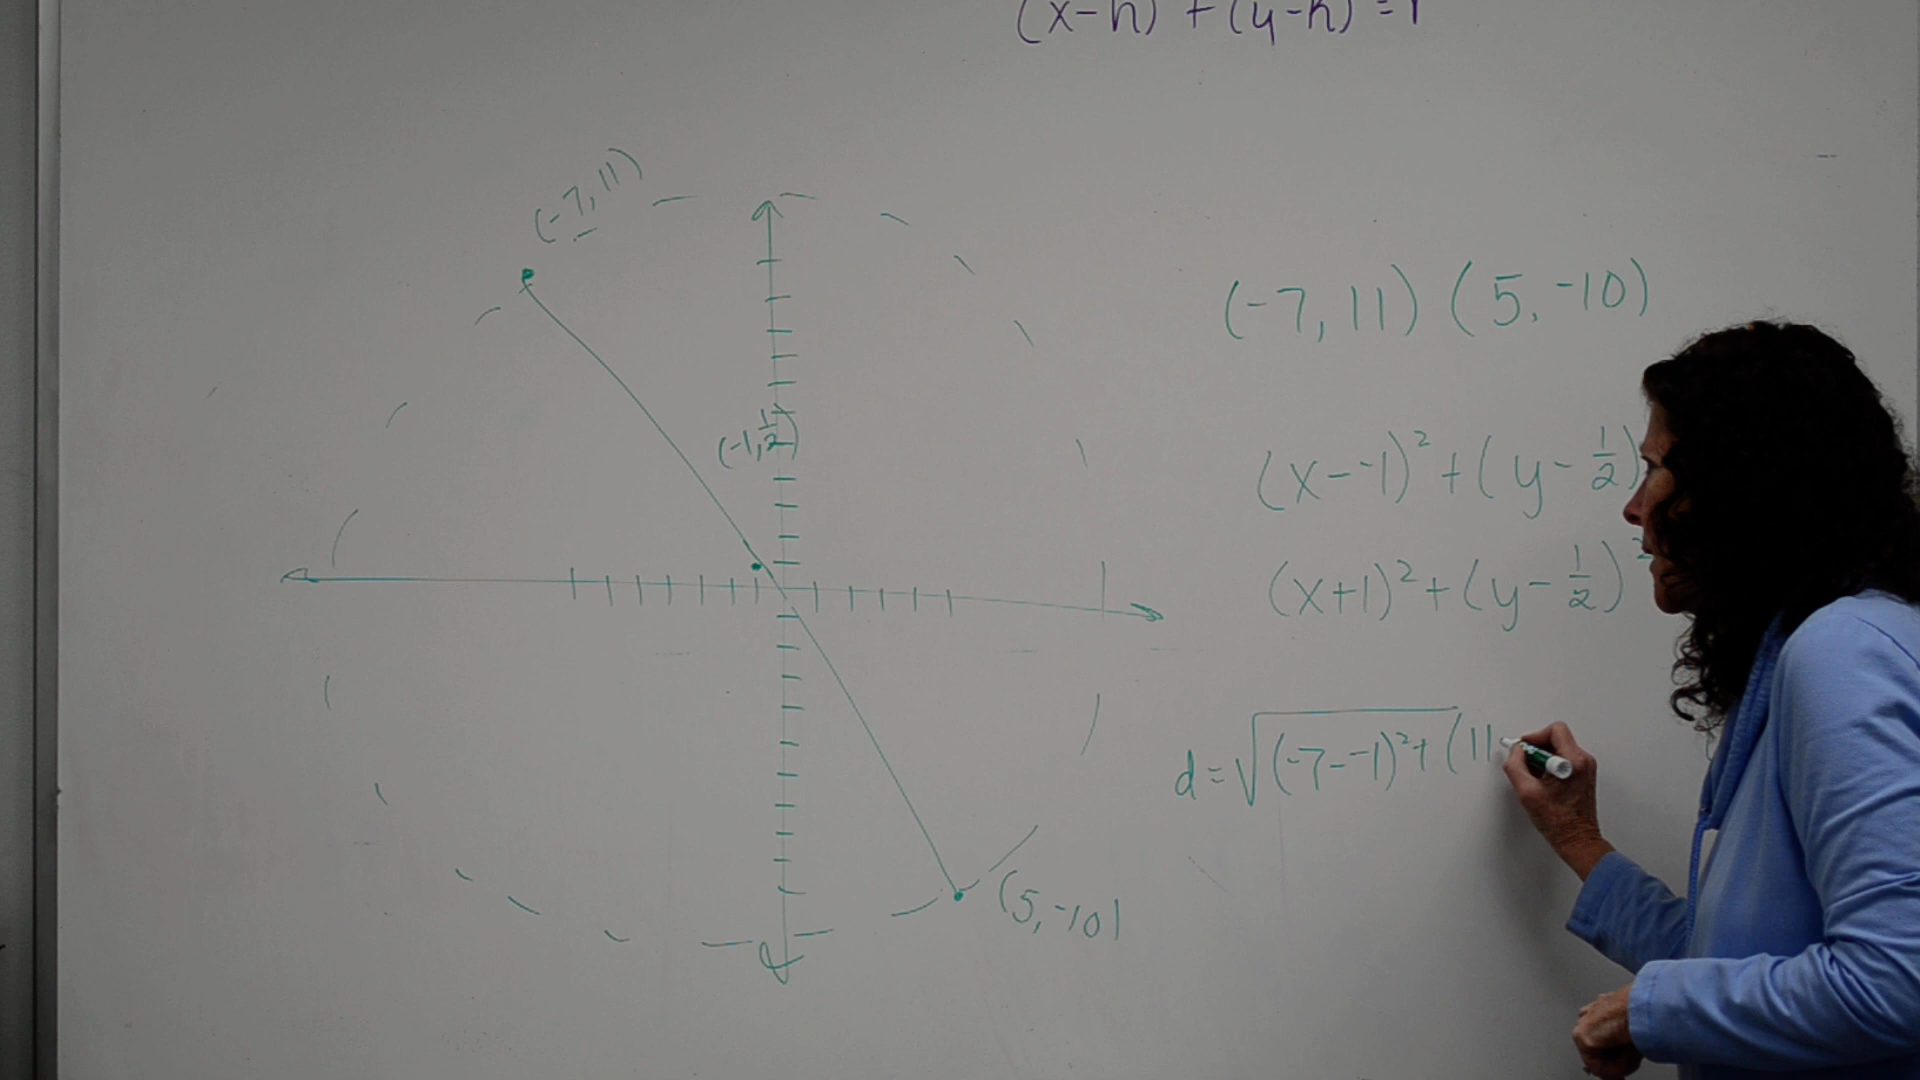 (x-h) + (y-k) = r
(-7, 11)
(-7, 11) (5, -10)
(-1, 1/2)
(x--1)² + (y-1/2)
(x+1)² + (y-1/2)²
d = √(-7--1)² + (11
(5, -10)